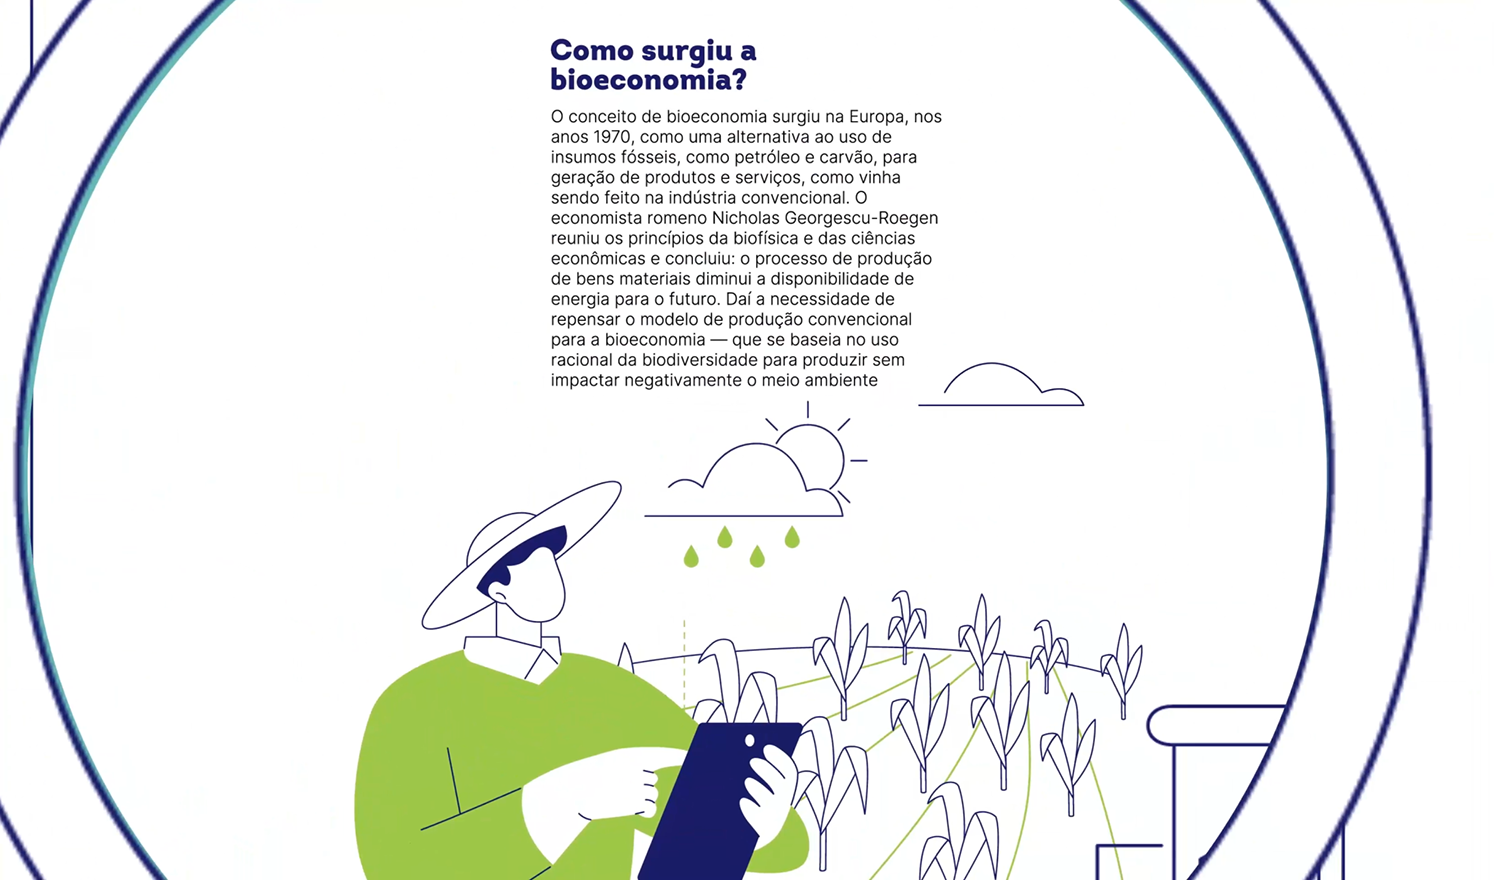 Como surgiu a
bioeconomia?
O conceito de bioeconomia surgiu na Europa, nos
anos 1970, como uma alternativa ao uso de
insumos fósseis, como petróleo e carvão, para
geração de produtos e serviços, como vinha
sendo feito na indústria convencional. O
economista romeno Nicholas Georgescu-Roegen
reuniu os princípios da biofísica e das ciências
econômicas e concluiu: o processo de produção
de bens materiais diminui a disponibilidade de
energia para o futuro. Daí a necessidade de
repensar o modelo de produção convencional
para a bioeconomia — que se baseia no uso
racional da biodiversidade para produzir sem
impactar negativamente o meio ambiente